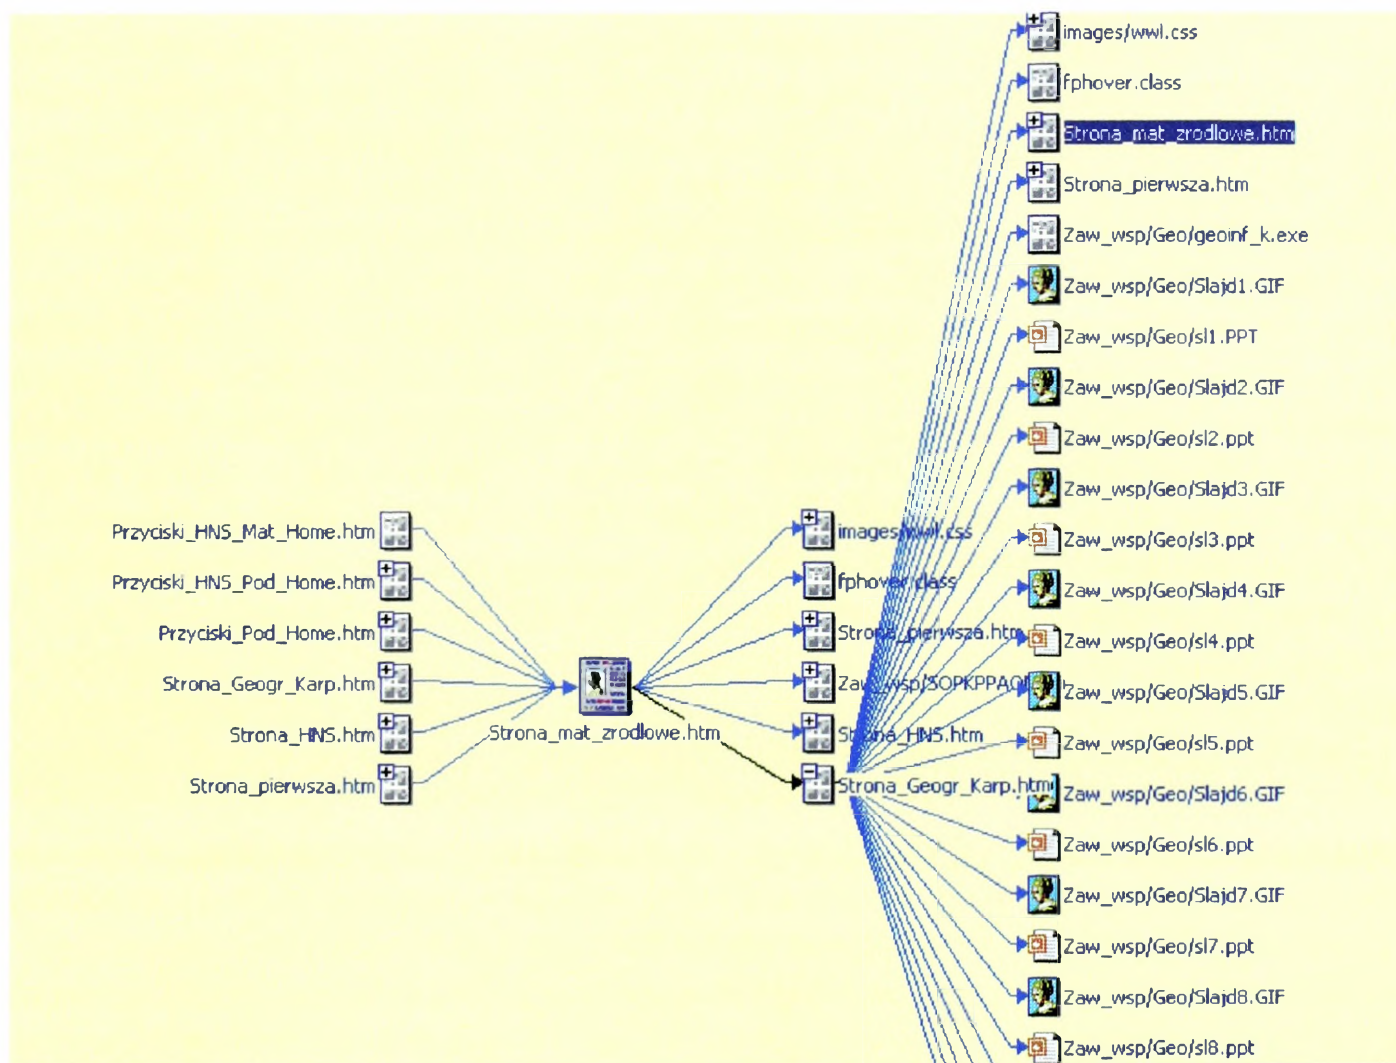 Przyciski_HNS_Mat_Home.htm
Przyciski_HNS_Pod_Home.htm
Przyciski_Pod_Home.htm
Strona_Geogr_Karp.htm
Strona_HNS.htm
Strona_pierwsza.htm
Strona_mat_zrodlowe.htm
images/wwl.css
fphover.class
Strona_pierwsza.htm
Zaw_wsp/SOPKPPAO
Strona_HNS.htm
Strona_Geogr_Karp.htm
images/wwl.css
fphover.class
Strona_mat_zrodlowe.htm
Strona_pierwsza.htm
Zaw_wsp/Geo/geoinf_k.exe
Zaw_wsp/Geo/Slajd1.GIF
Zaw_wsp/Geo/sl1.PPT
Zaw_wsp/Geo/Slajd2.GIF
Zaw_wsp/Geo/sl2.ppt
Zaw_wsp/Geo/Slajd3.GIF
Zaw_wsp/Geo/sl3.ppt
Zaw_wsp/Geo/Slajd4.GIF
Zaw_wsp/Geo/sl4.ppt
Zaw_wsp/Geo/Slajd5.GIF
Zaw_wsp/Geo/sl5.ppt
Zaw_wsp/Geo/Slajd6.GIF
Zaw_wsp/Geo/sl6.ppt
Zaw_wsp/Geo/Slajd7.GIF
Zaw_wsp/Geo/sl7.ppt
Zaw_wsp/Geo/Slajd8.GIF
Zaw_wsp/Geo/sl8.ppt